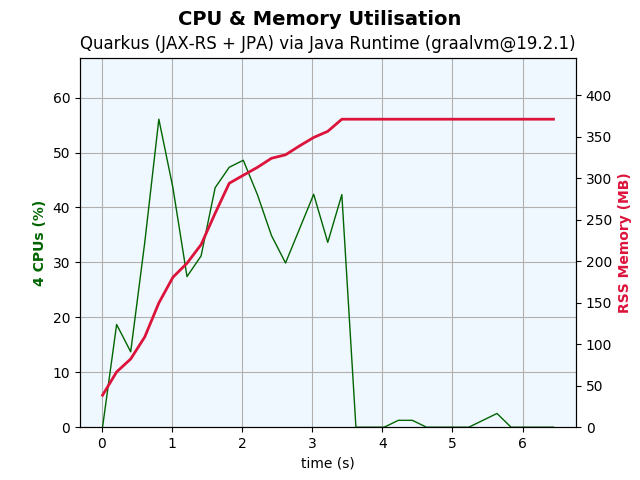 CPU & Memory Utilisation
Quarkus (JAX-RS + JPA) via Java Runtime (graalvm@19.2.1)
4 CPUs (%)
60
50
40
30
20
10
0
400
350
300
250
200
150
100
50
0
RSS Memory (MB)
0 1 2 3 4 5 6
time (s)